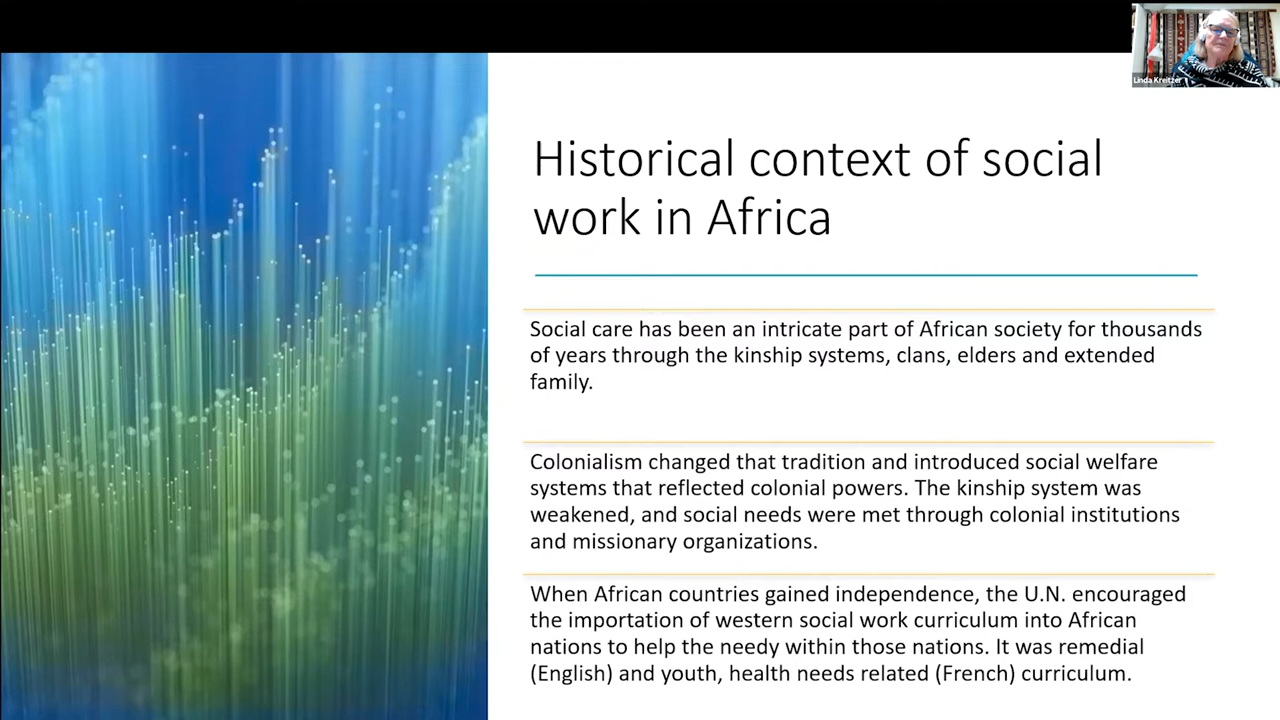 Linda Kreitzer
Historical context of social
work in Africa
Social care has been an intricate part of African society for thousands
of years through the kinship systems, clans, elders and extended
family.
Colonialism changed that tradition and introduced social welfare
systems that reflected colonial powers. The kinship system was
weakened, and social needs were met through colonial institutions
and missionary organizations.
When African countries gained independence, the U.N. encouraged
the importation of western social work curriculum into African
nations to help the needy within those nations. It was remedial
(English) and youth, health needs related (French) curriculum.